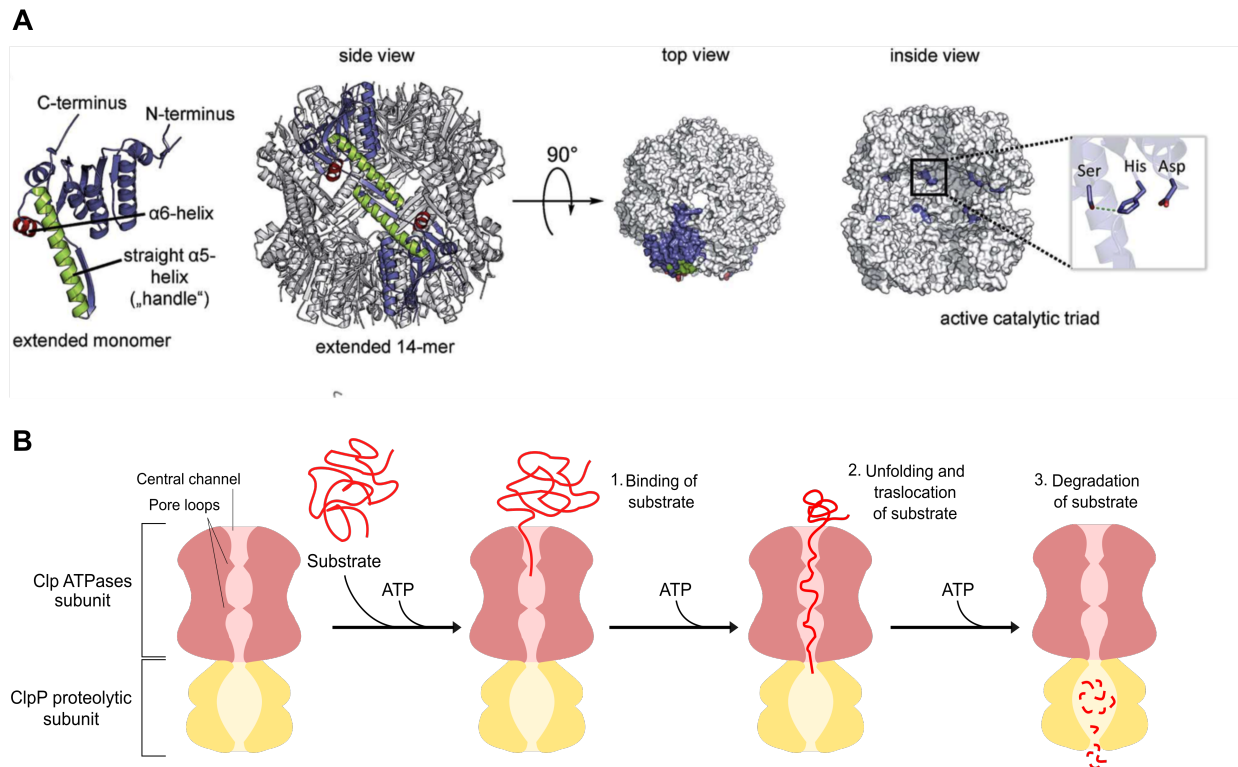 A
side view
top view
inside view
C-terminus
N-terminus
90°
Ser
His
Asp
α6-helix
straight α5-
helix
(„handle“)
extended monomer
extended 14-mer
active catalytic triad
B
Central channel
Pore loops
Clp ATPases
subunit
ClpP proteolytic
subunit
Substrate
ATP
1. Binding of
substrate
ATP
2. Unfolding and
traslocation
of substrate
ATP
3. Degradation
of substrate